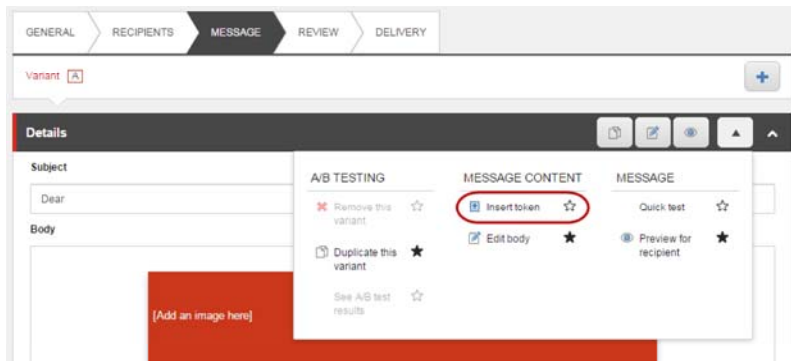 GENERAL RECIPIENTS MESSAGE REVIEW DELIVERY
Variant A
Details
Subject
Dear
Body
[Add an image here]
A/B TESTING
Remove this
variant
Duplicate this
variant
See A/B test
results
MESSAGE CONTENT
Insert token
Edit body
MESSAGE
Quick test
Preview for
recipient